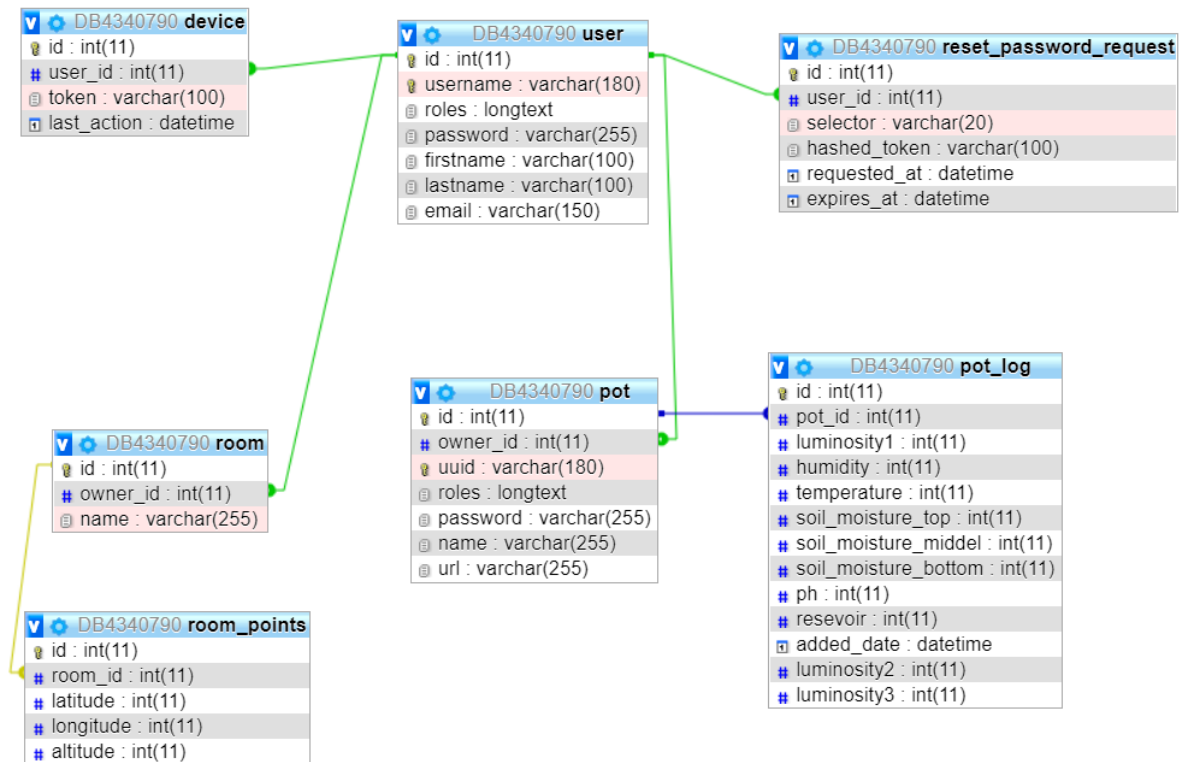 DB4340790 device
id : int(11)
user_id : int(11)
token : varchar(100)
last_action : datetime
DB4340790 user
id : int(11)
username : varchar(180)
roles : longtext
password : varchar(255)
firstname : varchar(100)
lastname : varchar(100)
email : varchar(150)
DB4340790 reset_password_request
id : int(11)
user_id : int(11)
selector : varchar(20)
hashed_token : varchar(100)
requested_at : datetime
expires_at : datetime
DB4340790 room
id : int(11)
owner_id : int(11)
name : varchar(255)
DB4340790 pot
id : int(11)
owner_id : int(11)
uuid : varchar(180)
roles : longtext
password : varchar(255)
name : varchar(255)
url : varchar(255)
DB4340790 pot_log
id : int(11)
pot_id : int(11)
luminosity1 : int(11)
humidity : int(11)
temperature : int(11)
soil_moisture_top : int(11)
soil_moisture_middel : int(11)
soil_moisture_bottom : int(11)
ph : int(11)
resevoir : int(11)
added_date : datetime
luminosity2 : int(11)
luminosity3 : int(11)
DB4340790 room_points
id : int(11)
room_id : int(11)
latitude : int(11)
longitude : int(11)
altitude : int(11)